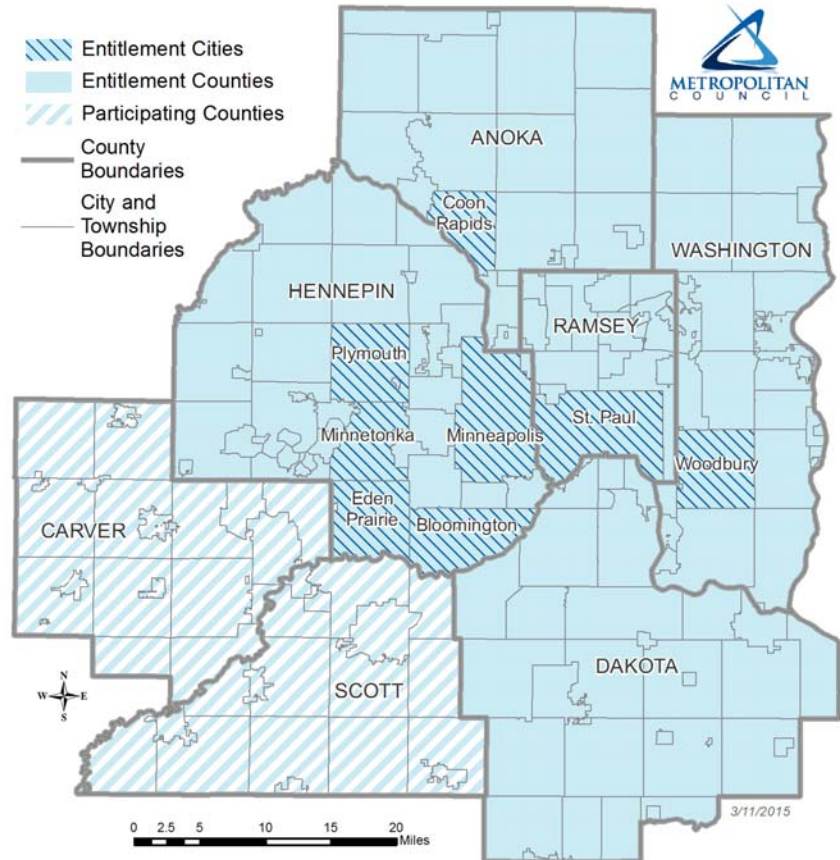 Entitlement Cities
Entitlement Counties
Participating Counties
County
Boundaries
City and
Township
Boundaries
METROPOLITAN
COUNCIL
ANOKA
Coon
Rapids
WASHINGTON
HENNEPIN
RAMSEY
Plymouth
St. Paul
Minnetonka
Minneapolis
Woodbury
Eden
Prairie
Bloomington
CARVER
DAKOTA
SCOTT
N
W E
S
3/11/2015
0 2.5 5 10 15 20
Miles